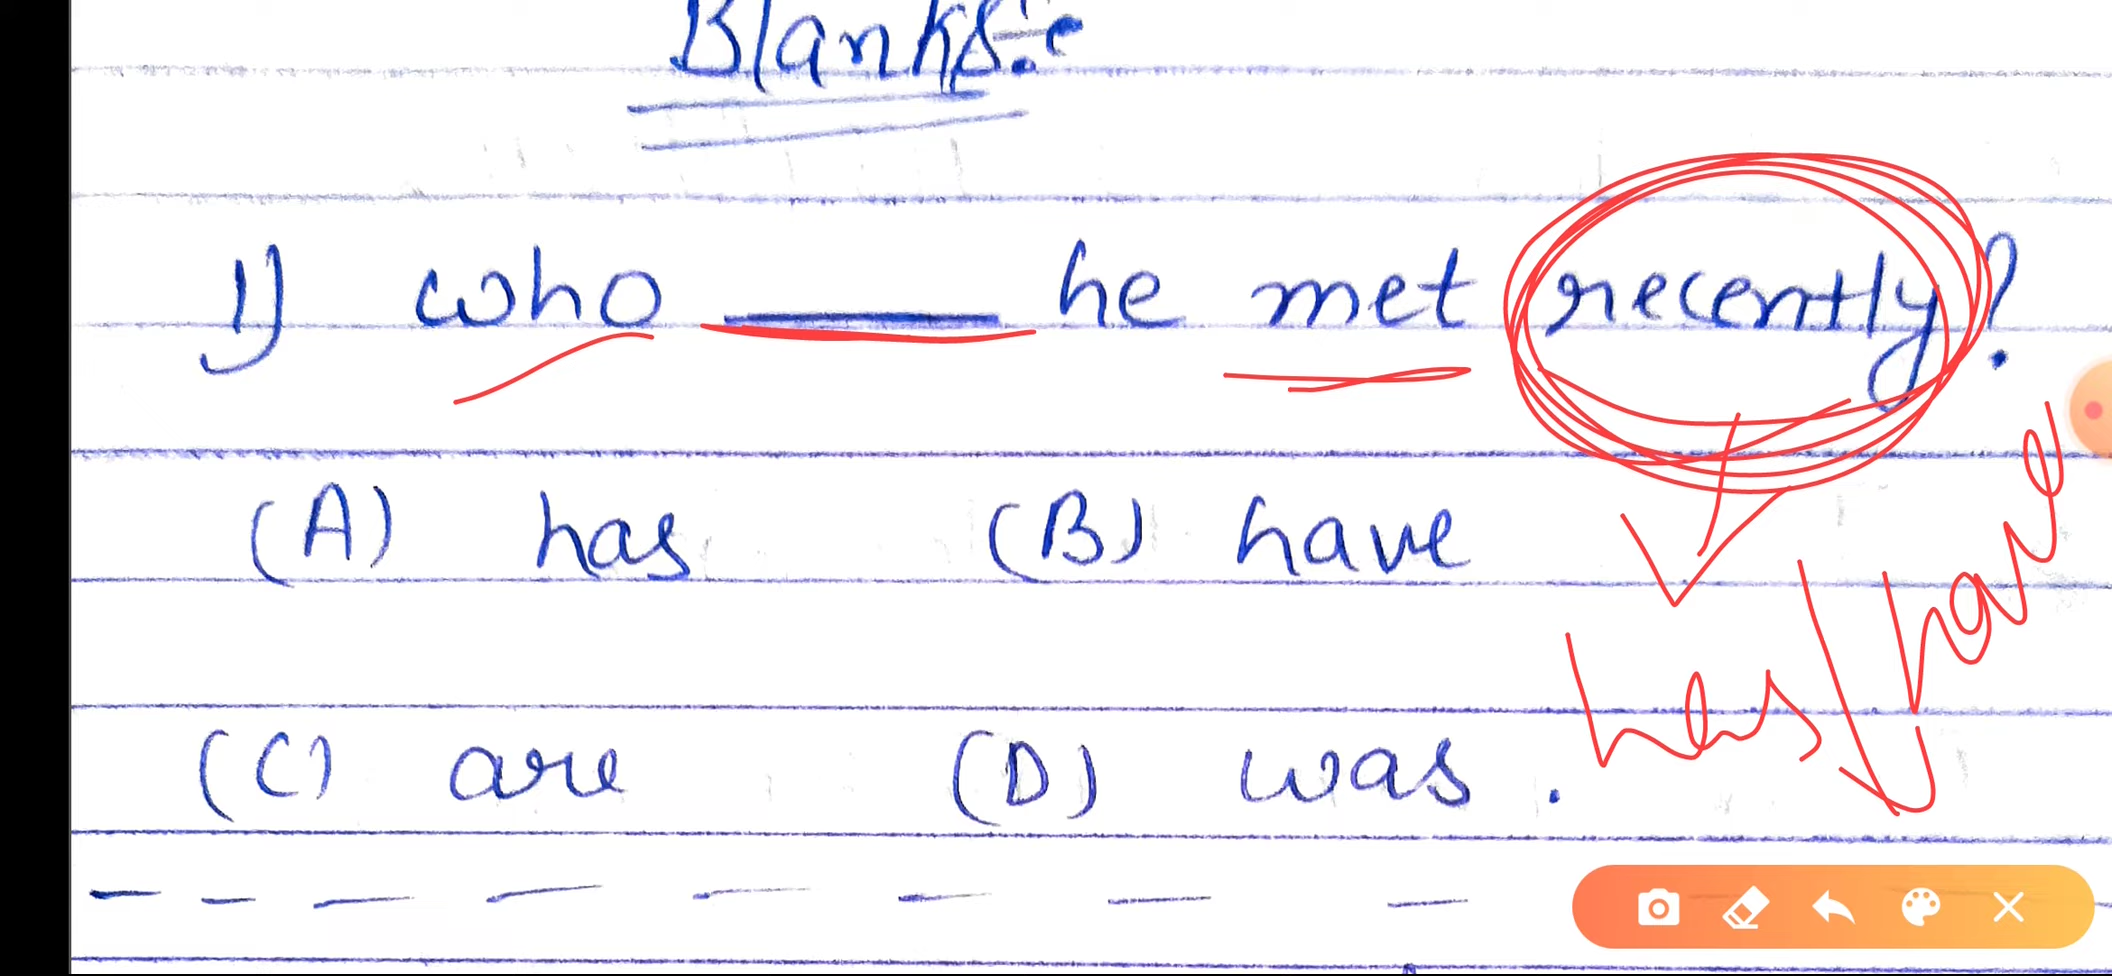 Blanks:-
1) who ____ he met recently?
(A) has (B) have
has/have
(C) are (D) was.